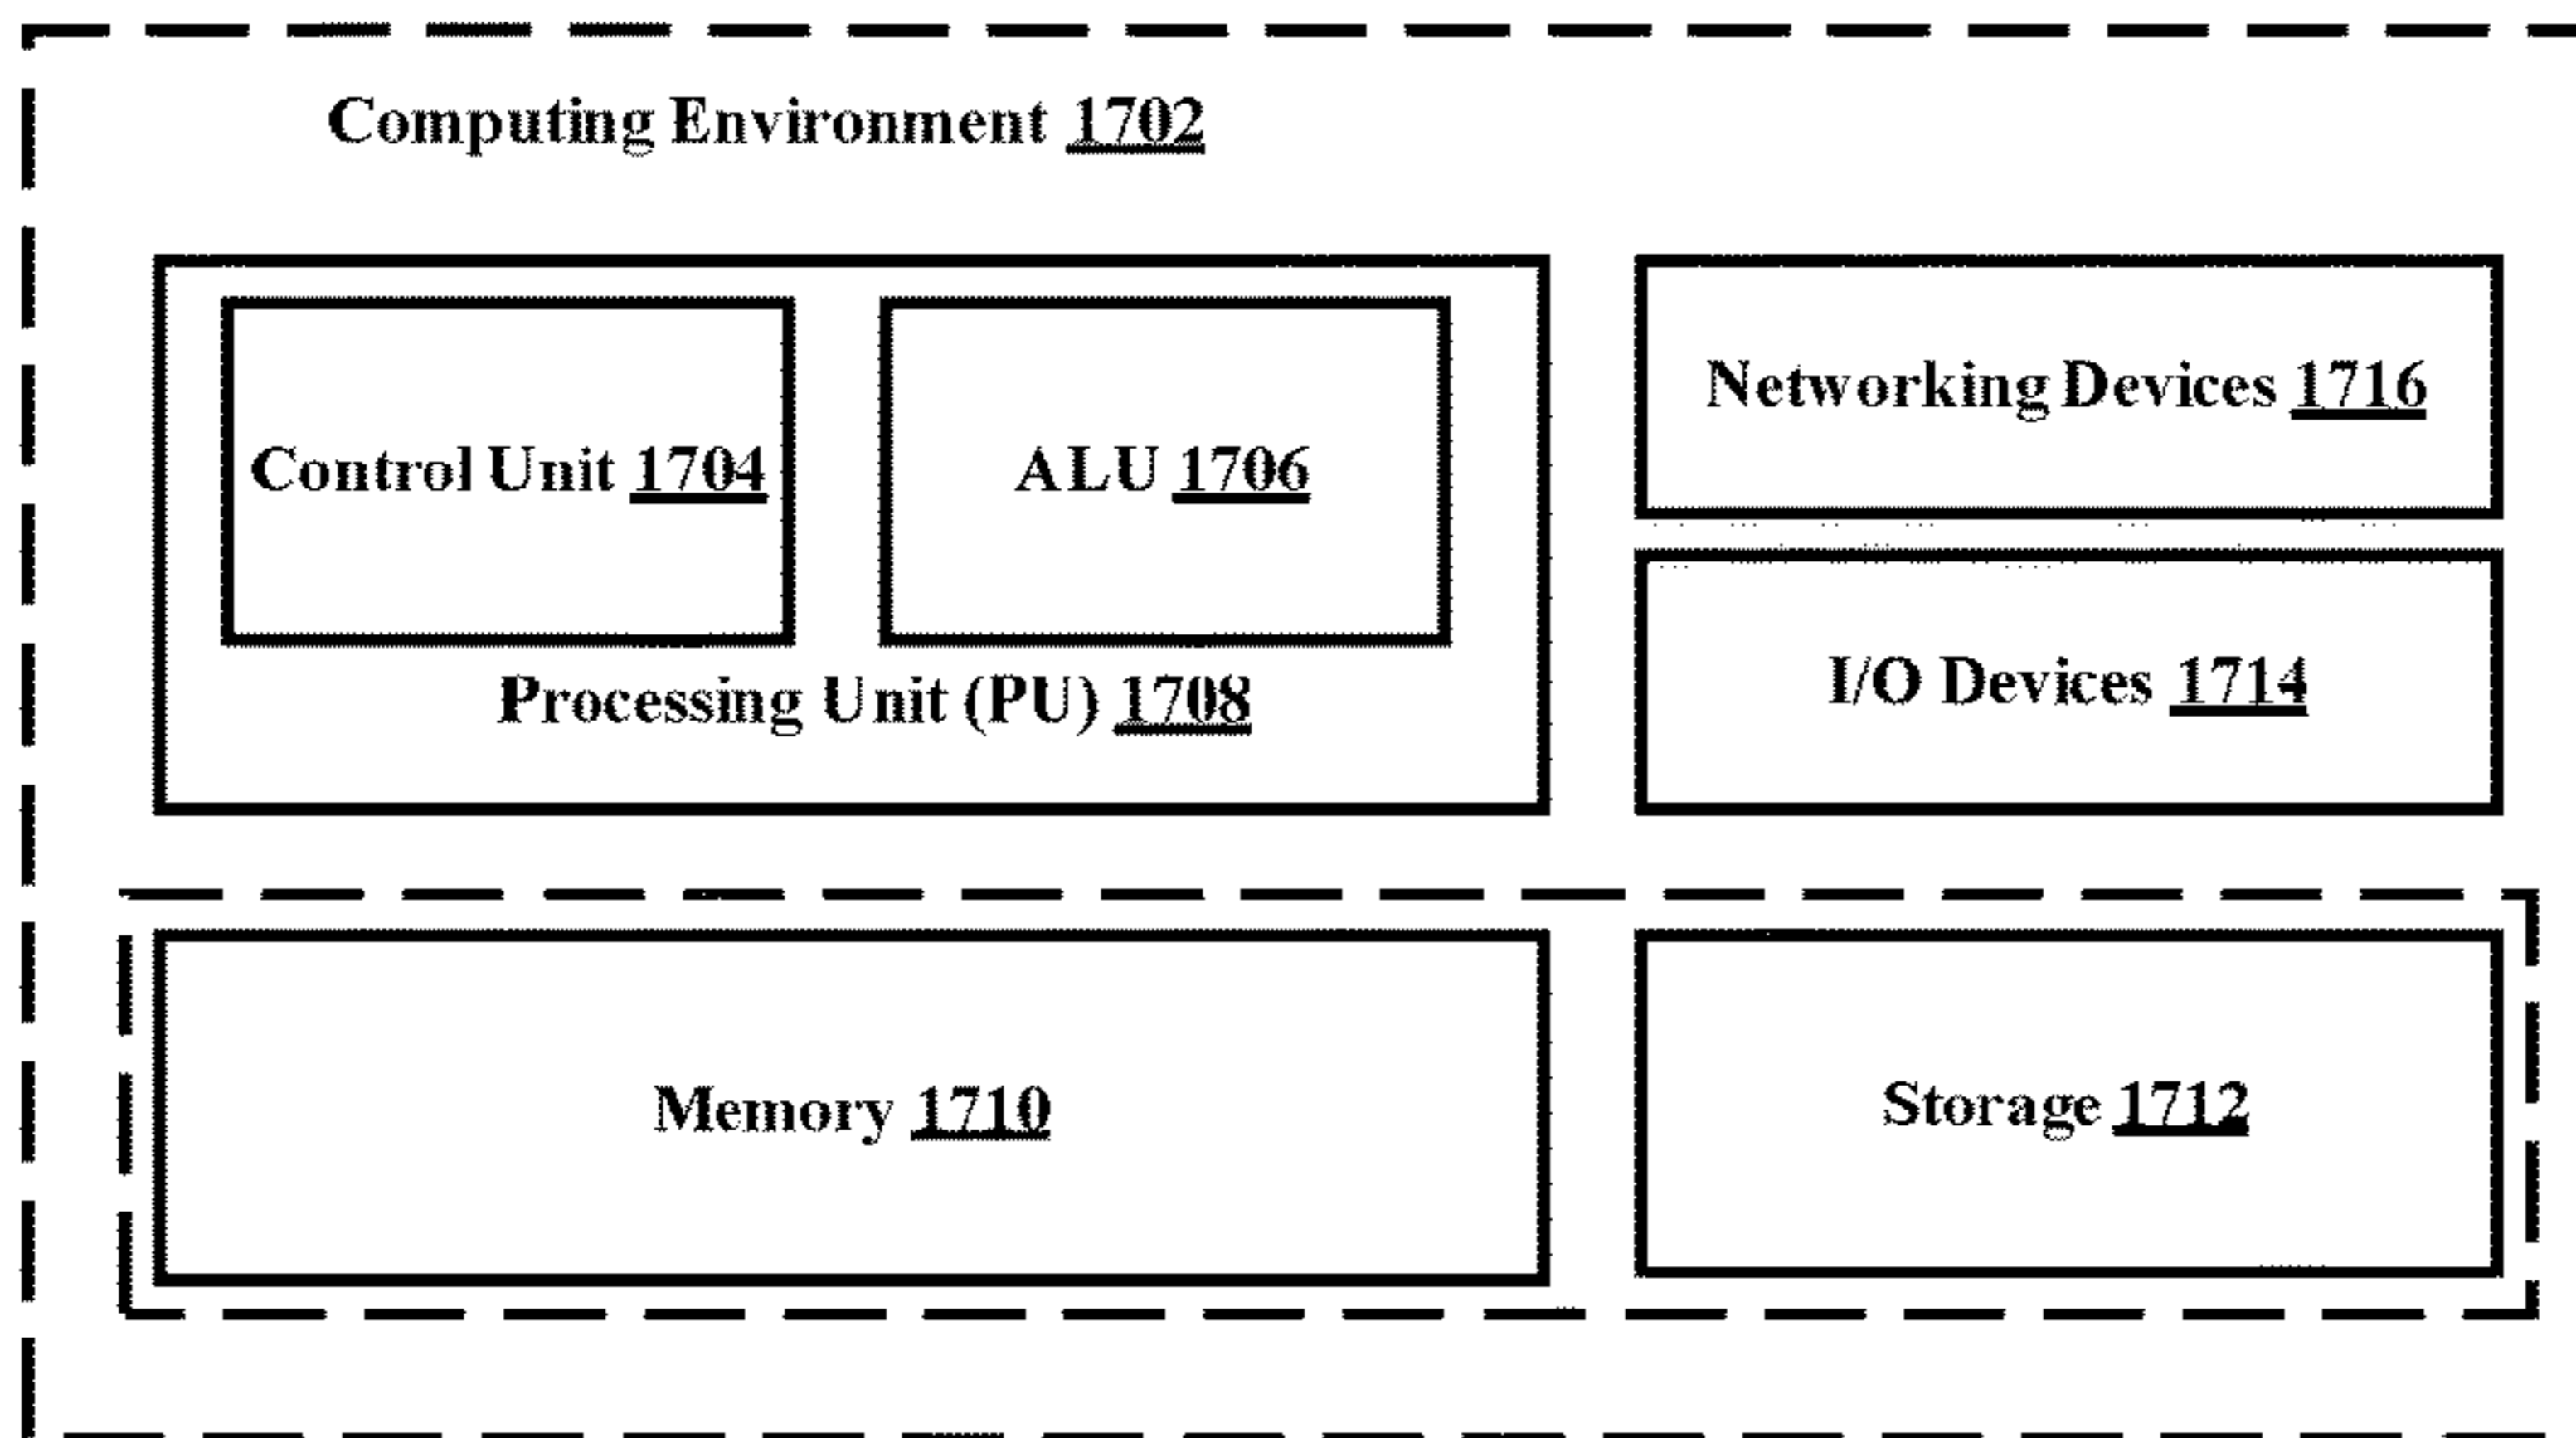 Computing Environment 1702
Control Unit 1704
ALU 1706
Processing Unit (PU) 1708
Networking Devices 1716
I/O Devices 1714
Memory 1710
Storage 1712